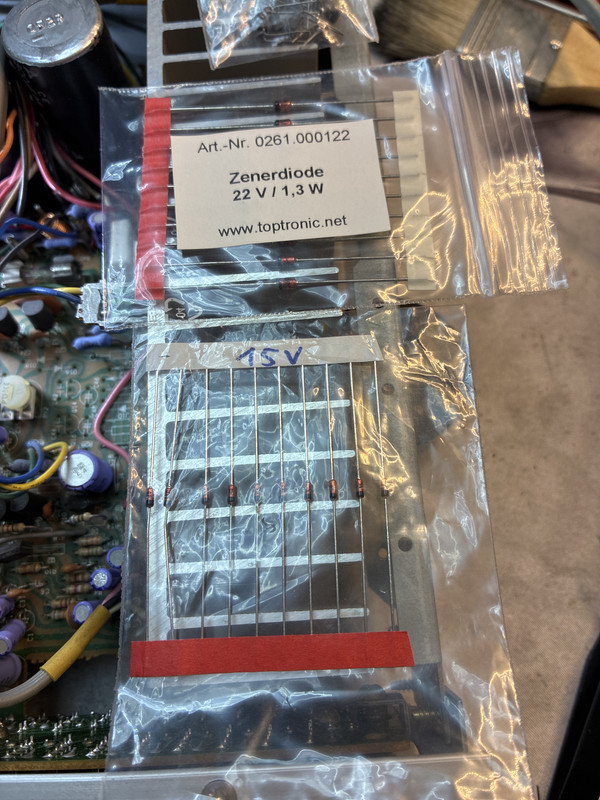 Art.-Nr. 0261.000122
Zenerdiode
22 V / 1,3 W
www.toptronic.net
15V